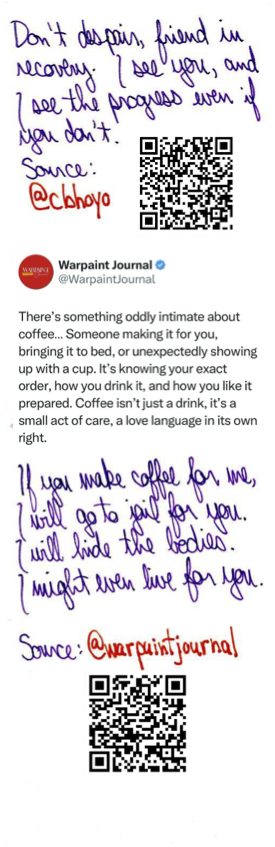 Don't despair, friend in
recovery. I see you, and
I see the progress even if
you don't.
Source:
@cbhoyo
WARPAINT
Warpaint Journal
@WarpaintJournal
There's something oddly intimate about
coffee... Someone making it for you,
bringing it to bed, or unexpectedly showing
up with a cup. It's knowing your exact
order, how you drink it, and how you like it
prepared. Coffee isn't just a drink, it's a
small act of care, a love language in its own
right.
If you make coffee for me,
I will go to jail for you.
I will hide the bodies.
I might even live for you.
Source: @warpaintjournal